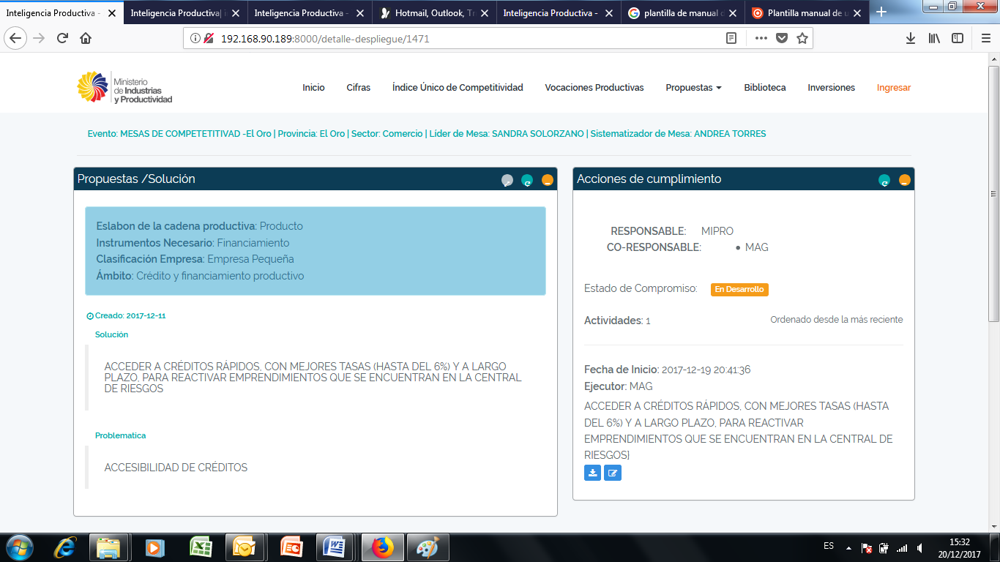 Inteligencia Productiva -
Inteligencia Productiva| i
Inteligencia Productiva -
Hotmail, Outlook, Tr
Inteligencia Productiva -
plantilla de manual d
Plantilla manual de u
192.168.90.189:8000/detalle-despliegue/1471
Ministerio
de Industrias
y Productividad
Inicio
Cifras
Índice Único de Competitividad
Vocaciones Productivas
Propuestas
Biblioteca
Inversiones
Ingresar
Evento: MESAS DE COMPETETITIVAD -El Oro | Provincia: El Oro | Sector: Comercio | Líder de Mesa: SANDRA SOLORZANO | Sistematizador de Mesa: ANDREA TORRES
Propuestas /Solución
Eslabon de la cadena productiva: Producto
Instrumentos Necesario: Financiamiento
Clasificación Empresa: Empresa Pequeña
Ámbito: Crédito y financiamiento productivo
Creado: 2017-12-11
Solución
ACCEDER A CRÉDITOS RÁPIDOS, CON MEJORES TASAS (HASTA DEL 6%) Y A LARGO
PLAZO, PARA REACTIVAR EMPRENDIMIENTOS QUE SE ENCUENTRAN EN LA CENTRAL
DE RIESGOS
Problematica
ACCESIBILIDAD DE CRÉDITOS
Acciones de cumplimiento
RESPONSABLE: MIPRO
CO-RESPONSABLE: • MAG
Estado de Compromiso: En Desarrollo
Actividades: 1 Ordenado desde la más reciente
Fecha de Inicio: 2017-12-19 20:41:36
Ejecutor: MAG
ACCEDER A CRÉDITOS RÁPIDOS, CON MEJORES TASAS (HASTA
DEL 6%) Y A LARGO PLAZO, PARA REACTIVAR
EMPRENDIMIENTOS QUE SE ENCUENTRAN EN LA CENTRAL DE
RIESGOS}
ES
15:32
20/12/2017